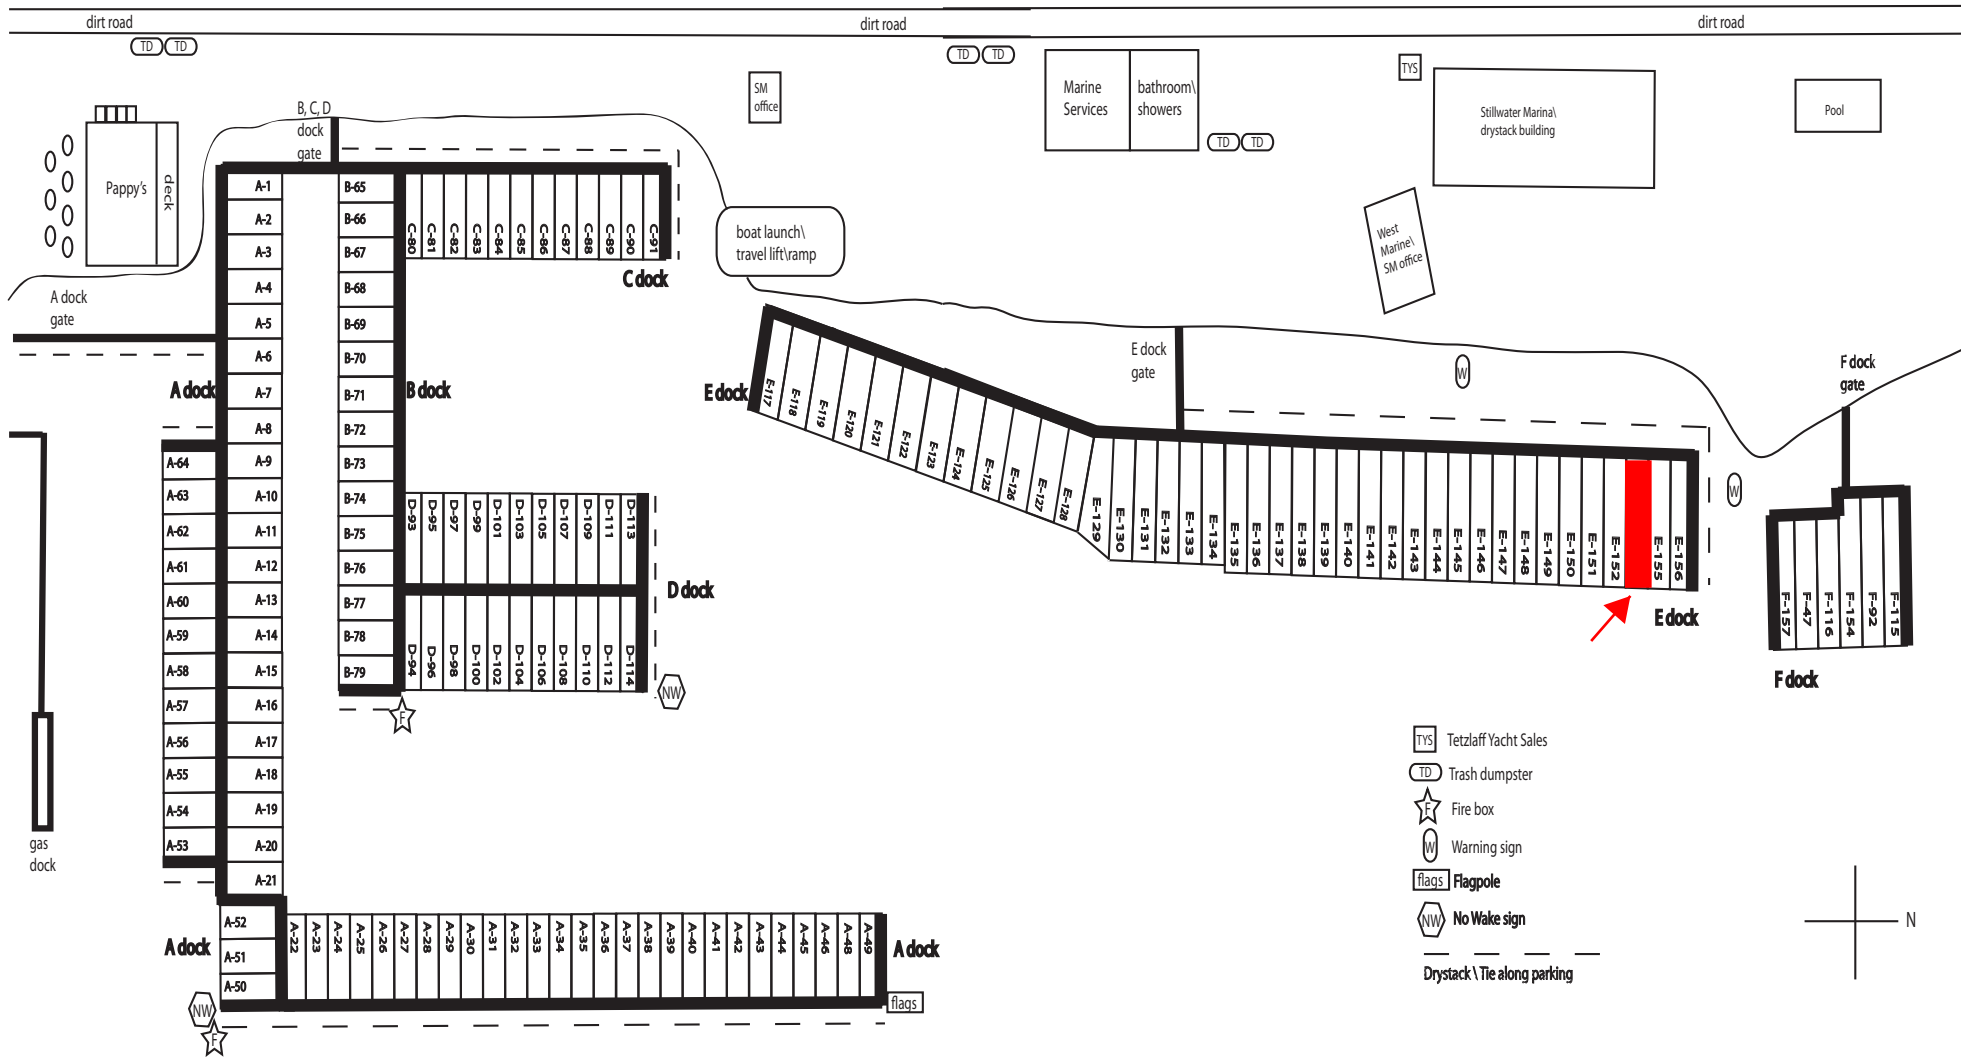 dirt road
dirt road
dirt road
TD TD
TD TD
TYS
SM
office
Marine
Services
bathroom\
showers
Stillwater Marina\
drystack building
Pool
TD TD
B, C, D
dock
gate
Pappy's
deck
boat launch\
travel lift\ramp
West
Marine\
SM office
A dock
gate
A-1
A-2
A-3
A-4
A-5
A-6
A-7
A-8
A-9
A-10
A-11
A-12
A-13
A-14
A-15
A-16
A-17
A-18
A-19
A-20
A-21
A dock
A-64
A-63
A-62
A-61
A-60
A-59
A-58
A-57
A-56
A-55
A-54
A-53
gas
dock
B-65
B-66
B-67
B-68
B-69
B-70
B-71
B-72
B-73
B-74
B-75
B-76
B-77
B-78
B-79
B dock
F
C-80
C-81
C-82
C-83
C-84
C-85
C-86
C-87
C-88
C-89
C-90
C-91
C dock
D-93
D-95
D-97
D-99
D-101
D-103
D-105
D-107
D-109
D-111
D-113
D-94
D-96
D-98
D-100
D-102
D-104
D-106
D-108
D-110
D-112
D-114
D dock
NW
E dock
E-117
E-118
E-119
E-120
E-121
E-122
E-123
E-124
E-125
E-126
E-127
E-128
E-129
E-130
E-131
E-132
E-133
E-134
E-135
E-136
E-137
E-138
E-139
E-140
E-141
E-142
E-143
E-144
E-145
E-146
E-147
E-148
E-149
E-150
E-151
E-152
E-155
E-156
E dock
gate
W
W
E dock
F dock
gate
F-157
F-47
F-116
F-154
F-92
F-115
F dock
A-52
A-51
A-50
A dock
NW
F
A-22
A-23
A-24
A-25
A-26
A-27
A-28
A-29
A-30
A-31
A-32
A-33
A-34
A-35
A-36
A-37
A-38
A-39
A-40
A-41
A-42
A-43
A-44
A-45
A-46
A-48
A-49
A dock
flags
TYS Tetzlaff Yacht Sales
TD Trash dumpster
F Fire box
W Warning sign
flags Flagpole
NW No Wake sign
Drystack \ Tie along parking
N